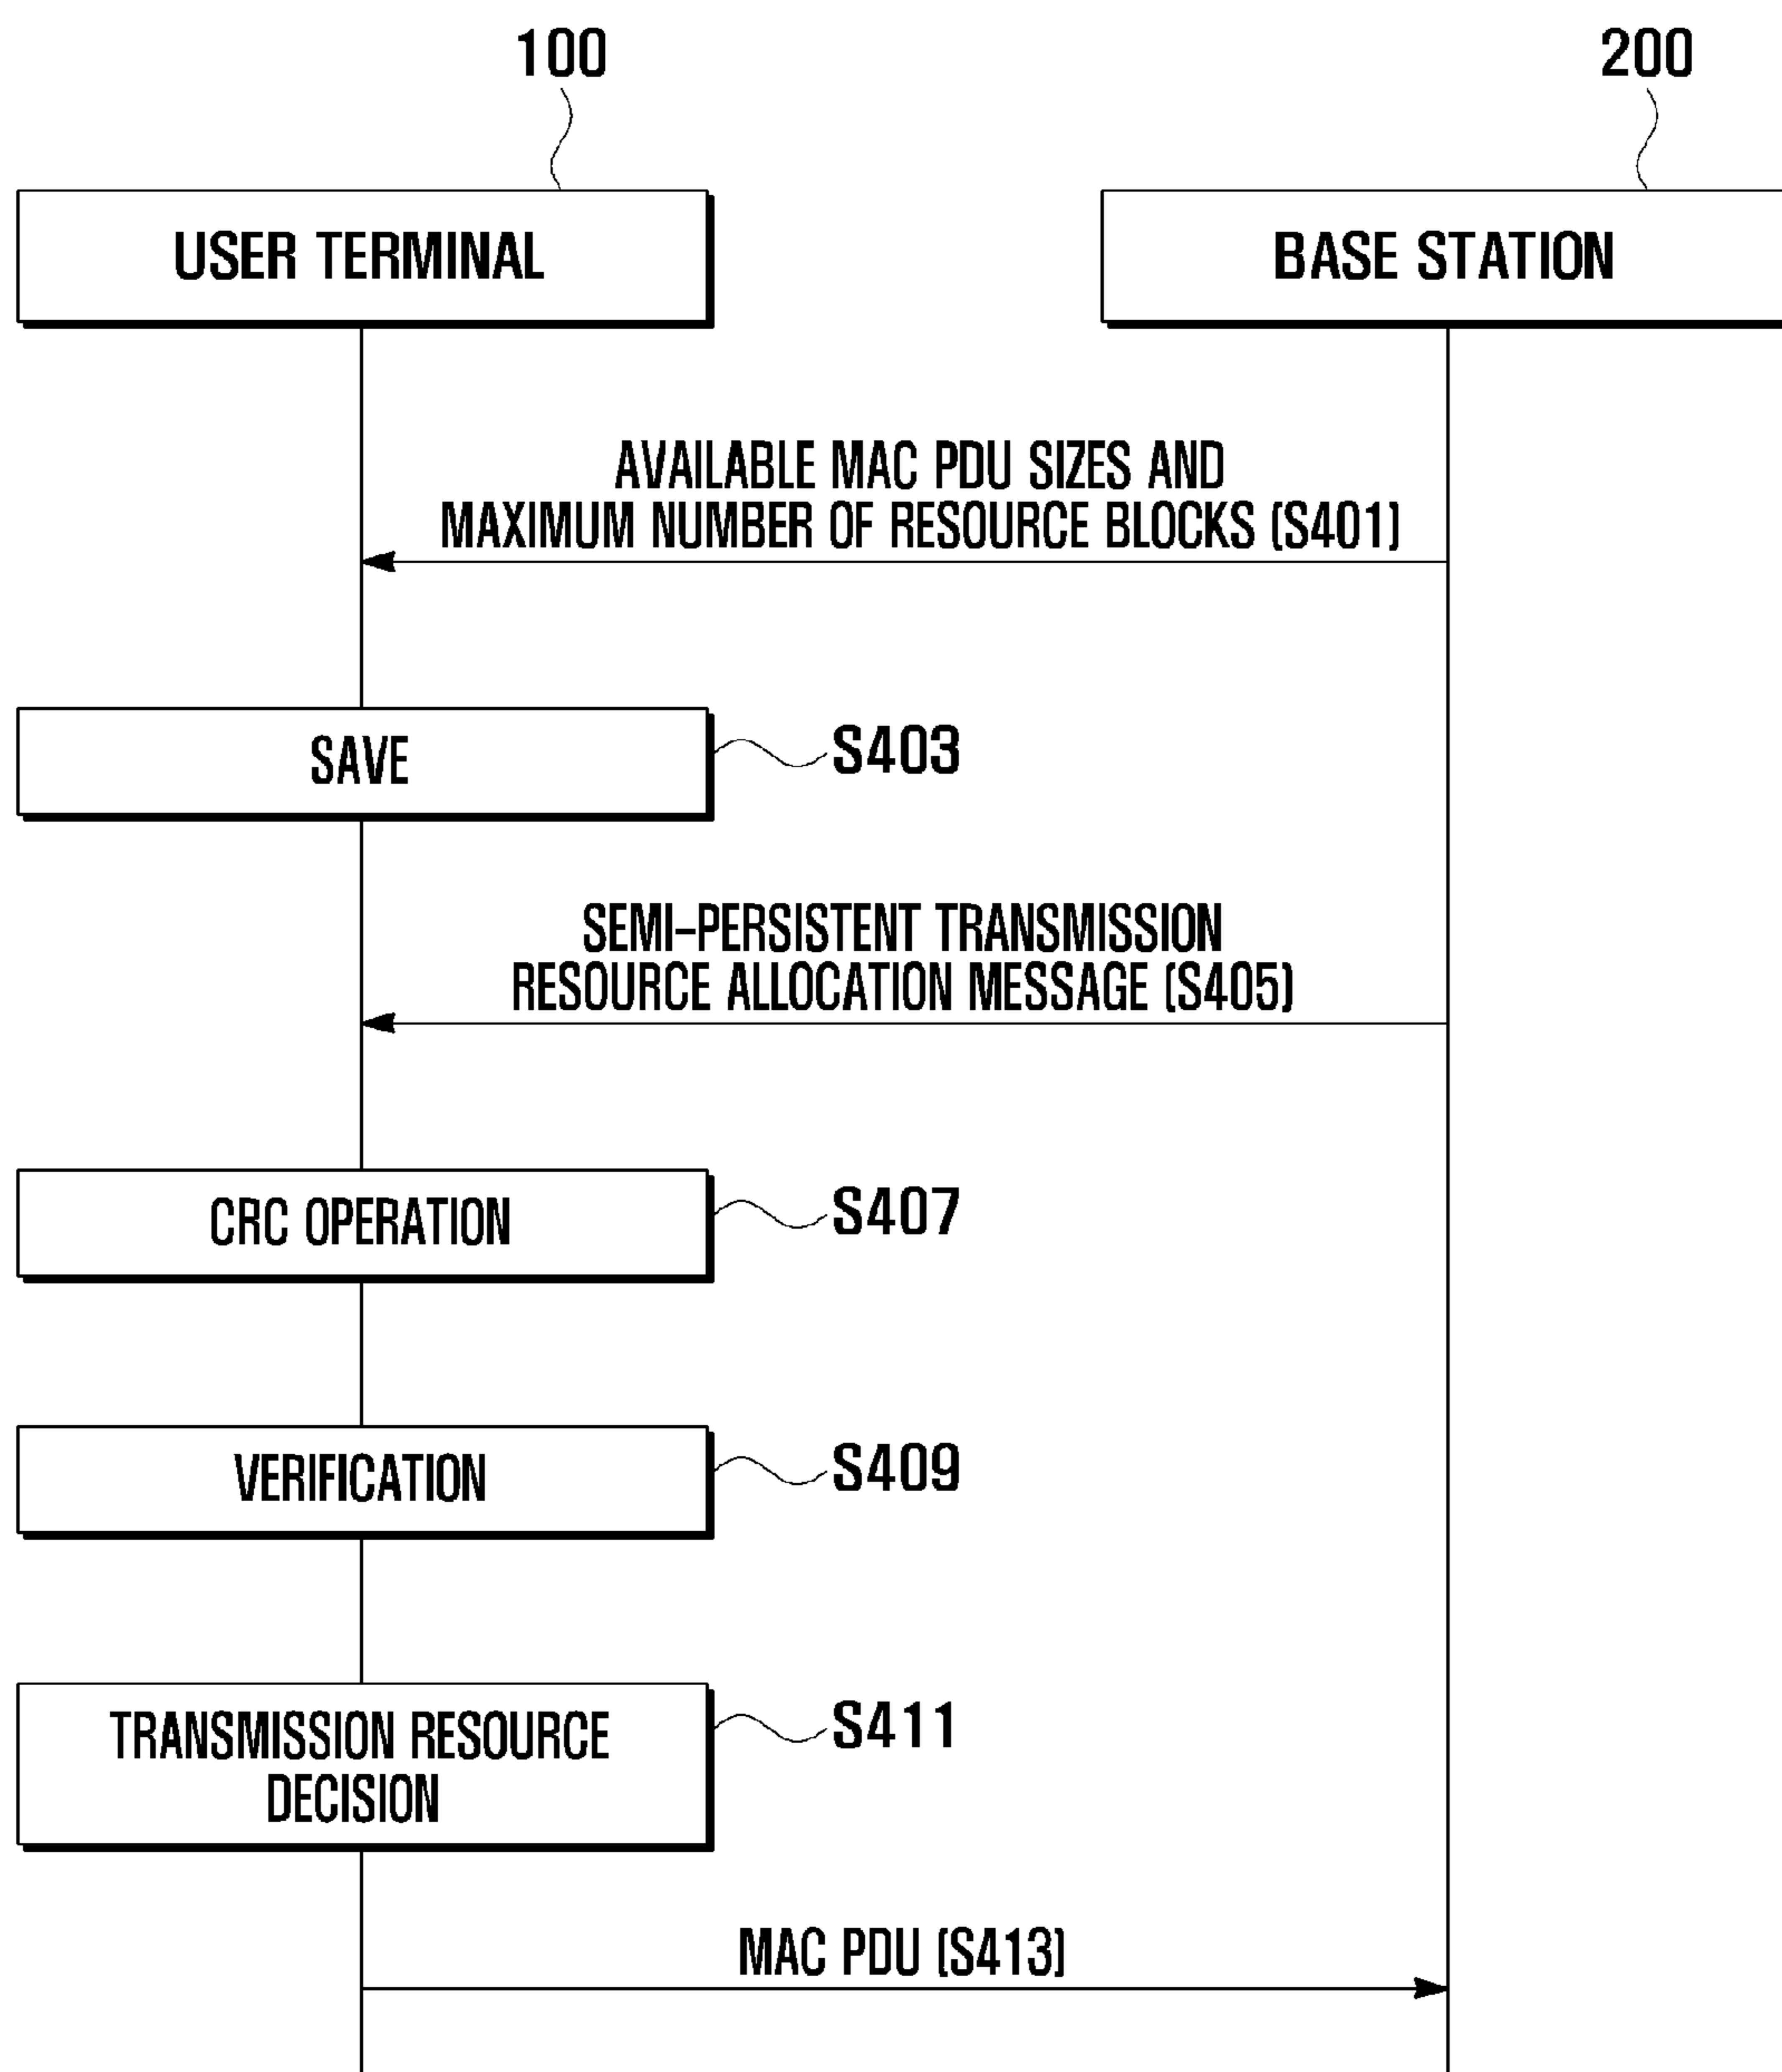 100
200
USER TERMINAL
BASE STATION
AVAILABLE MAC PDU SIZES AND
MAXIMUM NUMBER OF RESOURCE BLOCKS (S401)
SAVE
S403
SEMI-PERSISTENT TRANSMISSION
RESOURCE ALLOCATION MESSAGE (S405)
CRC OPERATION
S407
VERIFICATION
S409
TRANSMISSION RESOURCE
DECISION
S411
MAC PDU (S413)